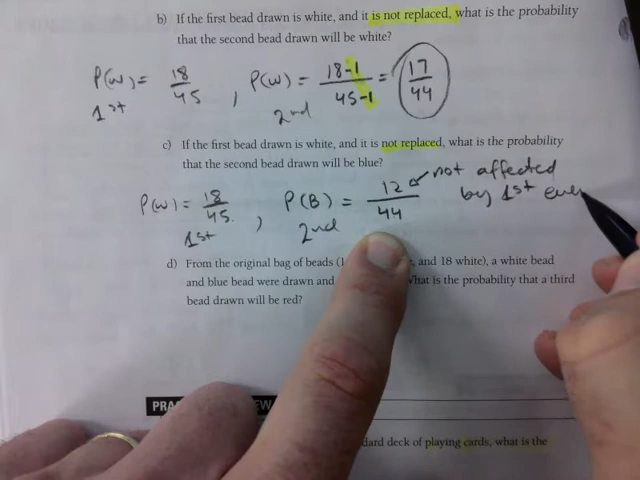 b) If the first bead drawn is white, and it is not replaced, what is the probability
that the second bead drawn will be white?
P(W) = 18/45 , P(W) = 18-1/45-1 = 17/44
1st 2nd
c) If the first bead drawn is white, and it is not replaced, what is the probability
that the second bead drawn will be blue?
P(W) = 18/45. , P(B) = 12/44 not affected
by 1st even
1st 2nd
d) From the original bag of beads (1 , and 18 white), a white bead
and blue bead were drawn and What is the probability that a third
bead drawn will be red?
PRA EW
dard deck of playing cards, what is the